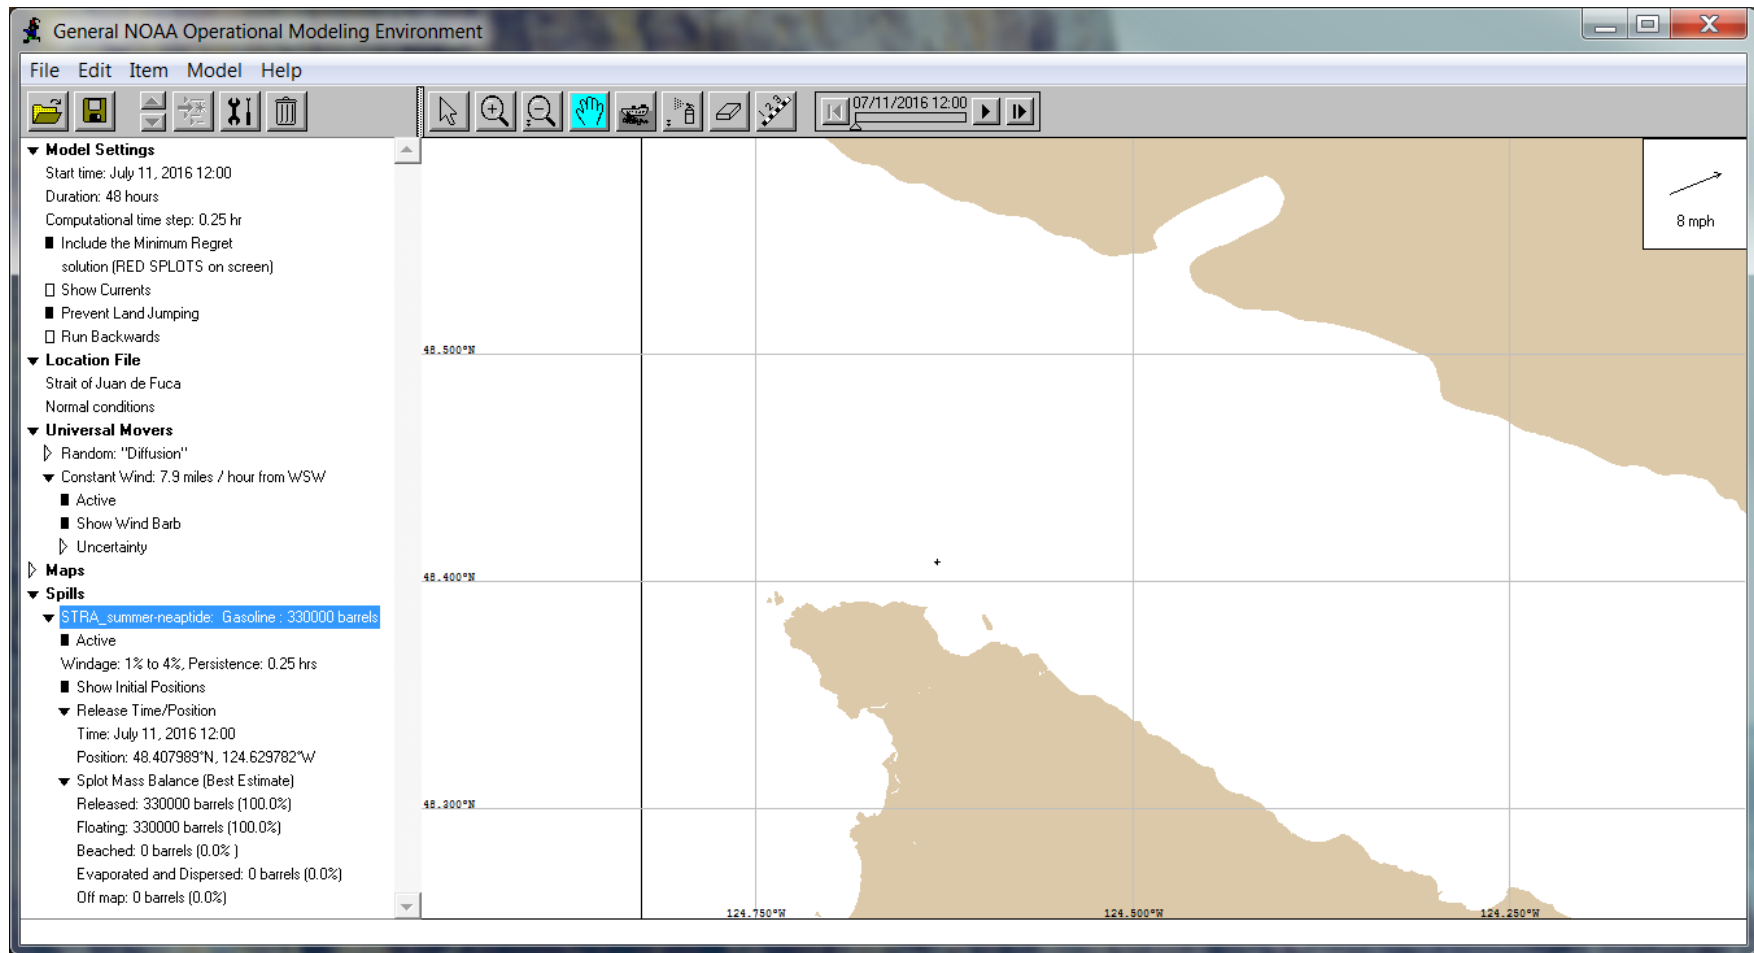 General NOAA Operational Modeling Environment
File Edit Item Model Help
07/11/2016 12:00
Model Settings
Start time: July 11, 2016 12:00
Duration: 48 hours
Computational time step: 0.25 hr
Include the Minimum Regret
solution (RED SPLOTS on screen)
Show Currents
Prevent Land Jumping
Run Backwards
Location File
Strait of Juan de Fuca
Normal conditions
Universal Movers
Random: "Diffusion"
Constant Wind: 7.9 miles / hour from WSW
Active
Show Wind Barb
Uncertainty
Maps
Spills
STRA_summer-neaptide: Gasoline : 330000 barrels
Active
Windage: 1% to 4%, Persistence: 0.25 hrs
Show Initial Positions
Release Time/Position
Time: July 11, 2016 12:00
Position: 48.407989°N, 124.629782°W
Splot Mass Balance (Best Estimate)
Released: 330000 barrels (100.0%)
Floating: 330000 barrels (100.0%)
Beached: 0 barrels (0.0% )
Evaporated and Dispersed: 0 barrels (0.0%)
Off map: 0 barrels (0.0%)
8 mph
48.500°N
48.400°N
48.300°N
124.750°W 124.500°W 124.250°W